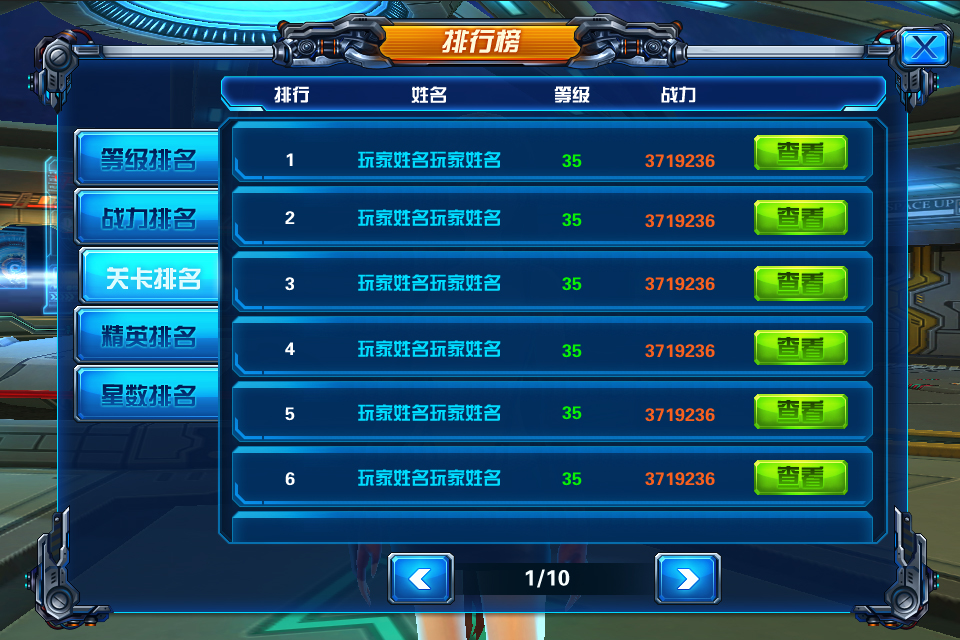 排行榜
X
排行 姓名 等级 战力
等级排名
战力排名
关卡排名
精英排名
星数排名
1 玩家姓名玩家姓名 35 3719236 查看
2 玩家姓名玩家姓名 35 3719236 查看
3 玩家姓名玩家姓名 35 3719236 查看
4 玩家姓名玩家姓名 35 3719236 查看
5 玩家姓名玩家姓名 35 3719236 查看
6 玩家姓名玩家姓名 35 3719236 查看
ACE UP
1/10